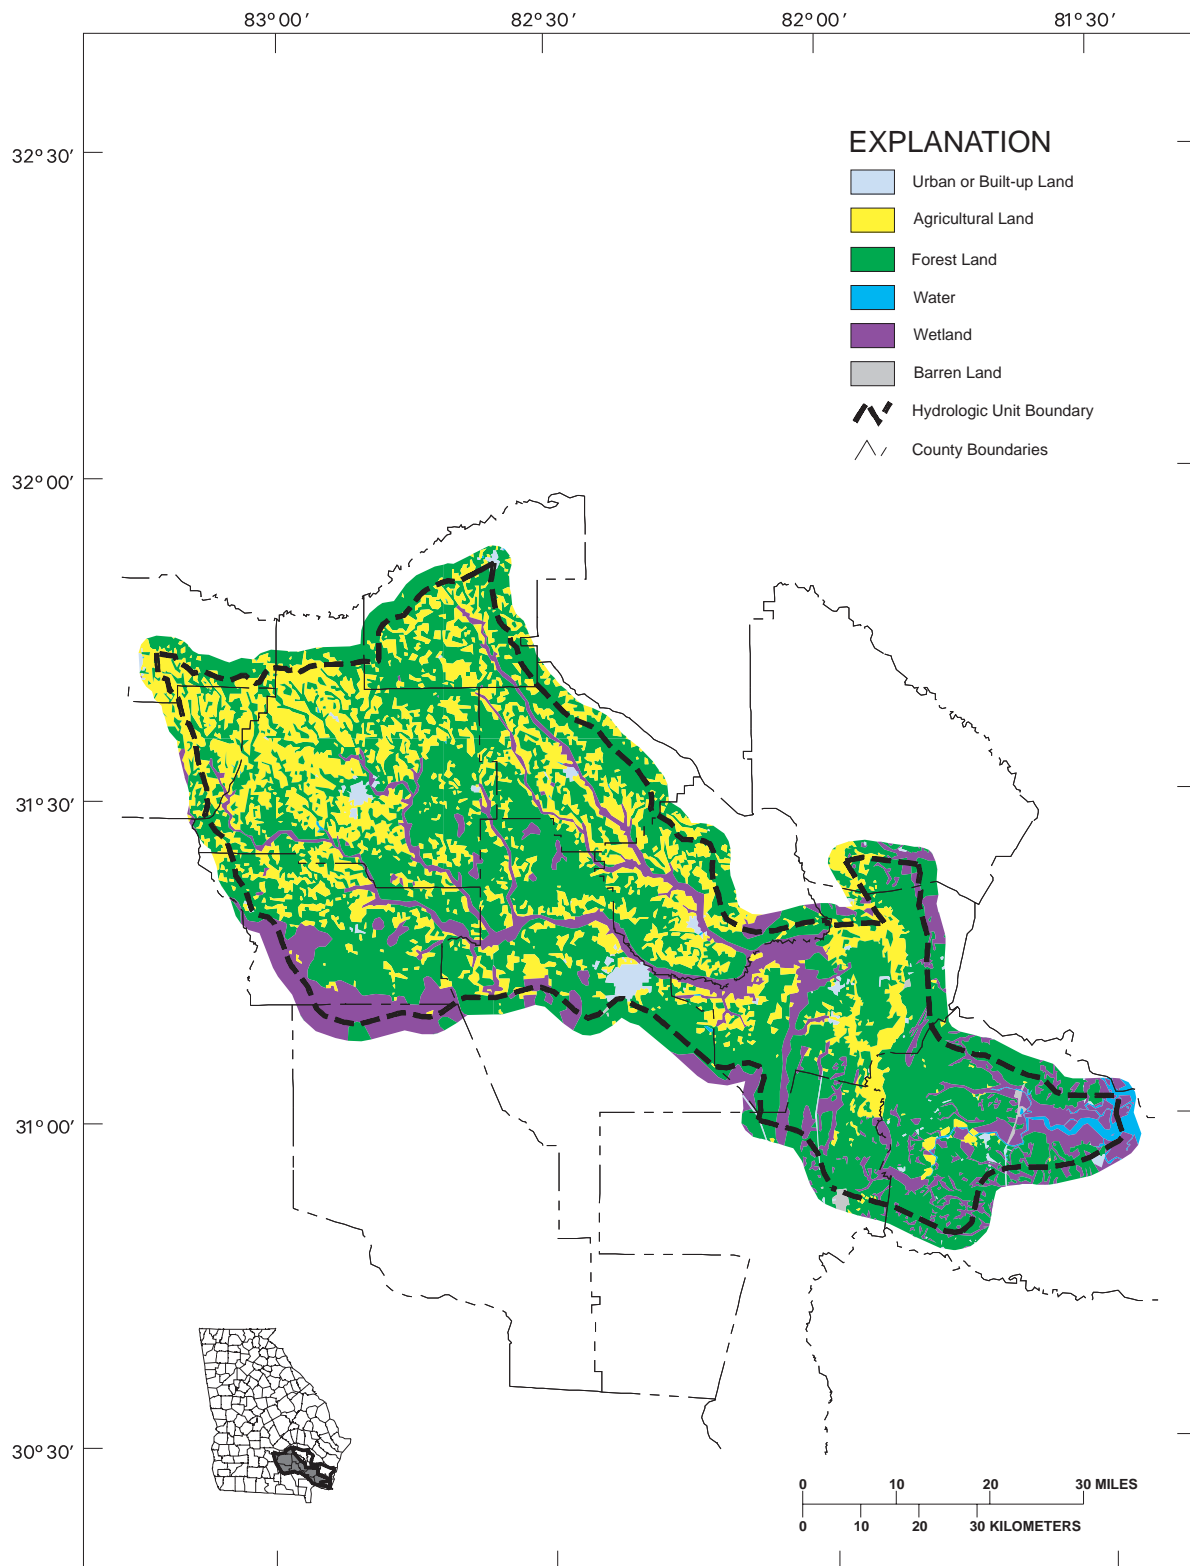 83° 00′ 82° 30′ 82° 00′ 81° 30′
32° 30′
EXPLANATION
Urban or Built-up Land
Agricultural Land
Forest Land
Water
Wetland
Barren Land
Hydrologic Unit Boundary
County Boundaries
32° 00′
31° 30′
31° 00′
30° 30′
0 10 20 30 MILES
0 10 20 30 KILOMETERS